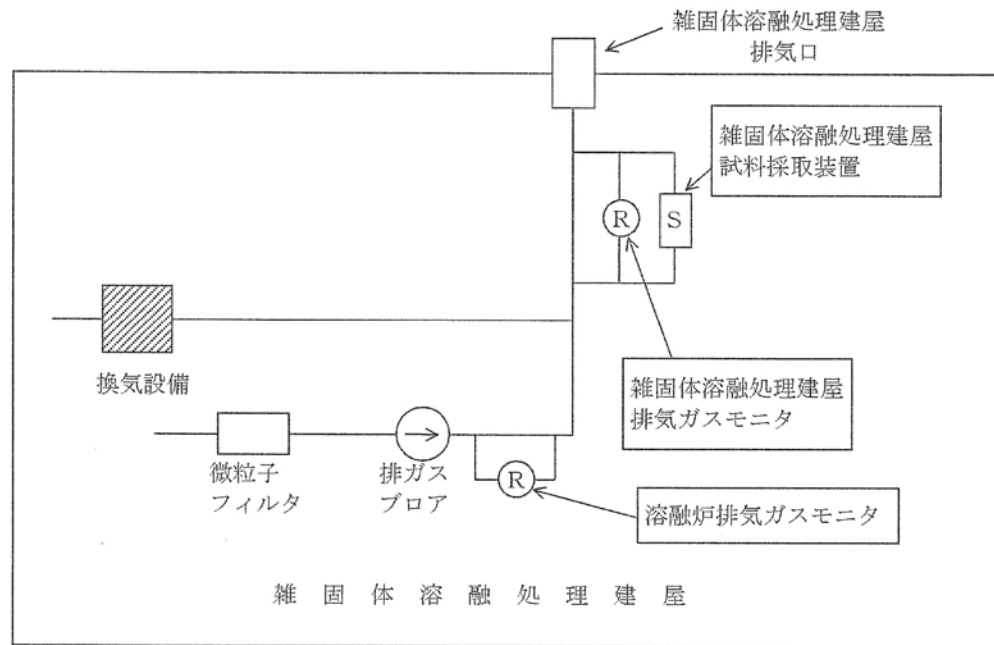 雑固体溶融処理建屋
排気口
雑固体溶融処理建屋
試料採取装置
R
S
換気設備
雑固体溶融処理建屋
排気ガスモニタ
微粒子
フィルタ
排ガス
ブロア
R
溶融炉排気ガスモニタ
雑固体溶融処理建屋